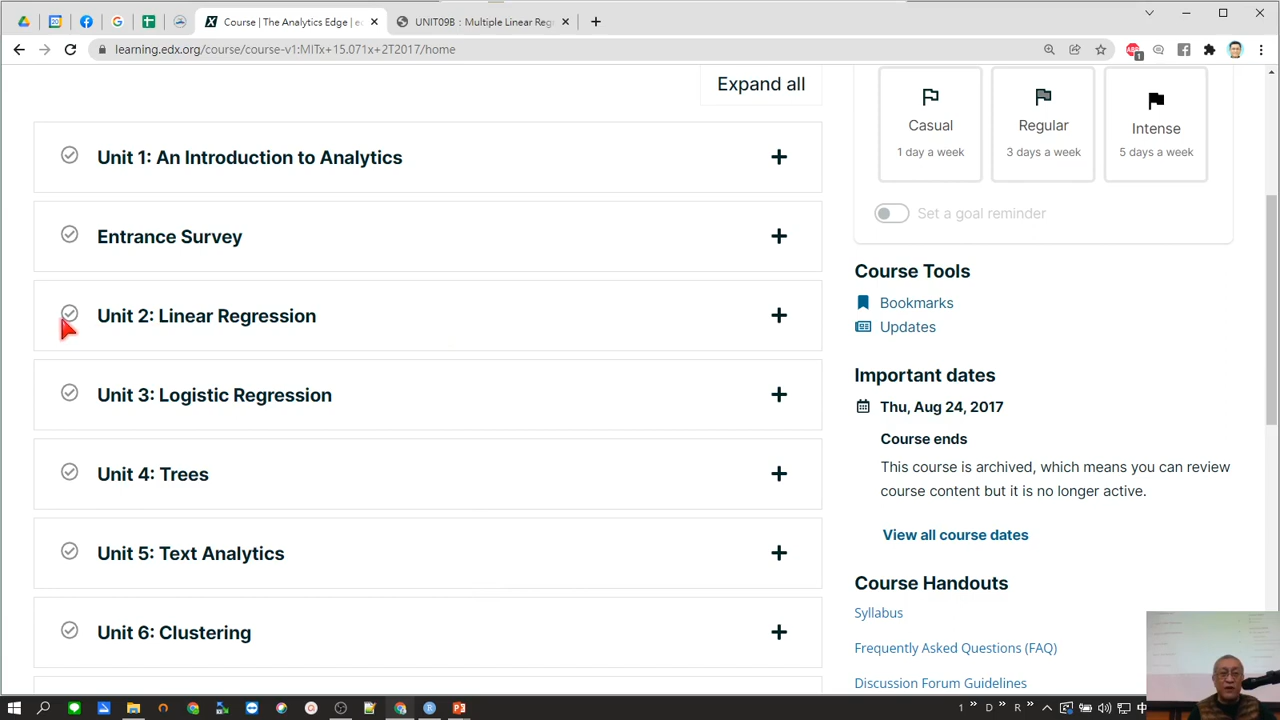 Course | The Analytics Edge | e
UNIT09B : Multiple Linear Reg
learning.edx.org/course/course-v1:MITx+15.071x+2T2017/home
Expand all
Unit 1: An Introduction to Analytics
Entrance Survey
Unit 2: Linear Regression
Unit 3: Logistic Regression
Unit 4: Trees
Unit 5: Text Analytics
Unit 6: Clustering
Casual
1 day a week
Regular
3 days a week
Intense
5 days a week
Set a goal reminder
Course Tools
Bookmarks
Updates
Important dates
Thu, Aug 24, 2017
Course ends
This course is archived, which means you can review
course content but it is no longer active.
View all course dates
Course Handouts
Syllabus
Frequently Asked Questions (FAQ)
Discussion Forum Guidelines
1 » D » R » 中